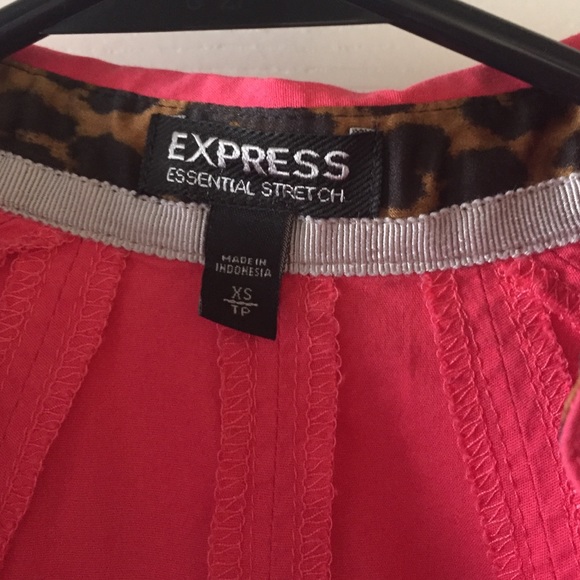 EXPRESS
ESSENTIAL STRETCH
MADE IN
INDONESIA
XS
TP